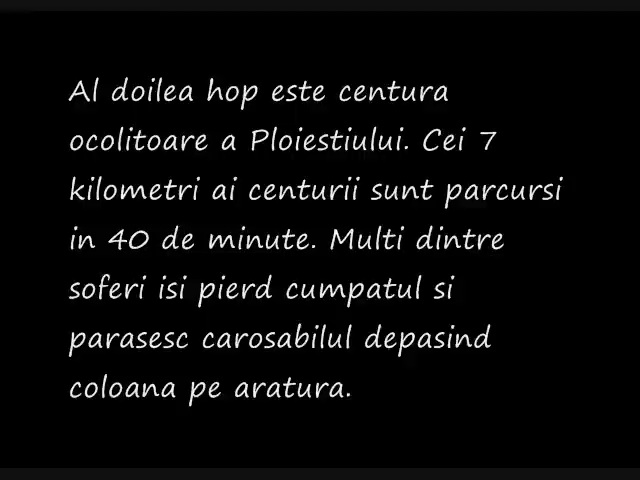 Al doilea hop este centura
ocolitoare a Ploiestiului. Cei 7
kilometri ai centurii sunt parcursi
in 40 de minute. Multi dintre
soferi isi pierd cumpatul si
parasesc carosabilul depasind
coloana pe aratura.